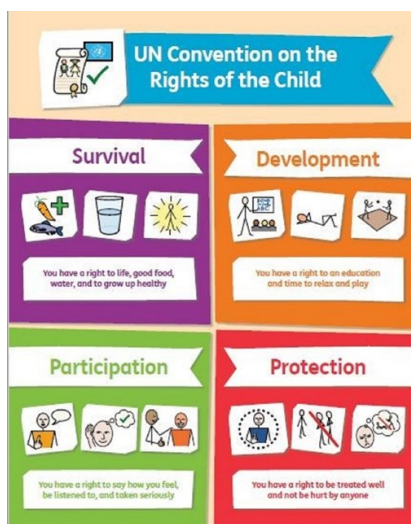 UN Convention on the
Rights of the Child
Survival
You have a right to life, good food,
water, and to grow up healthy
Development
You have a right to an education
and time to relax and play
Participation
You have a right to say how you feel,
be listened to, and taken seriously
Protection
You have a right to be treated well
and not be hurt by anyone